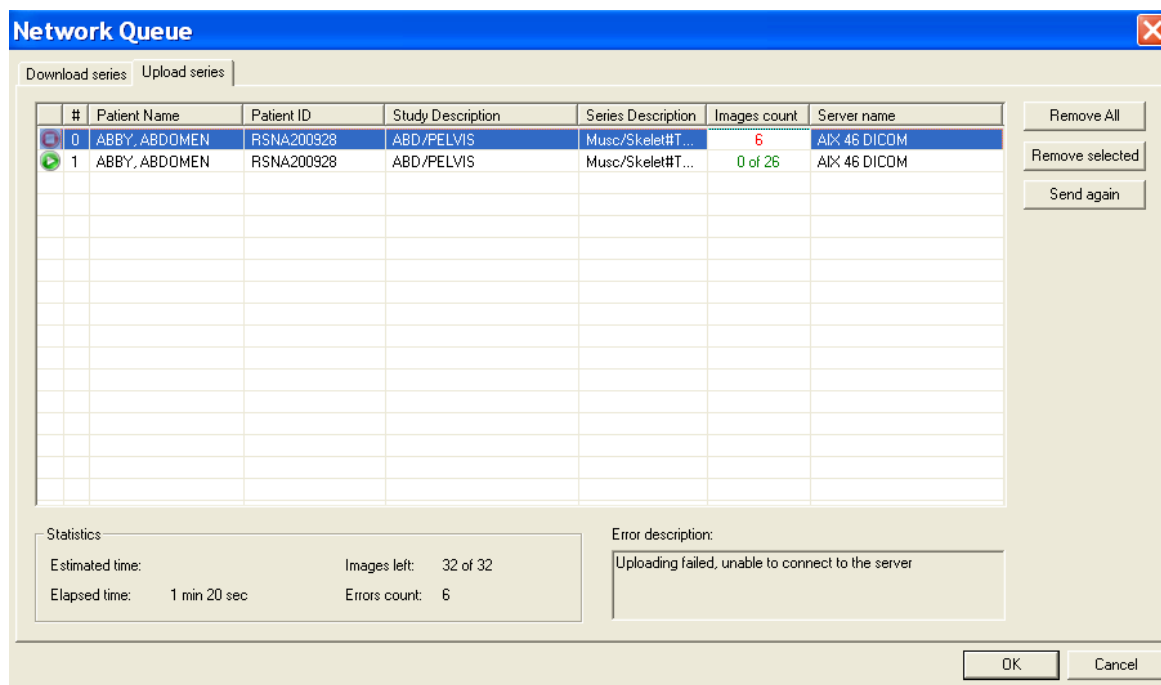 Network Queue
Download series Upload series
# Patient Name Patient ID Study Description Series Description Images count Server name
0 ABBY, ABDOMEN RSNA200928 ABD/PELVIS Musc/Skelet#T... 6 AIX 46 DICOM
1 ABBY, ABDOMEN RSNA200928 ABD/PELVIS Musc/Skelet#T... 0 of 26 AIX 46 DICOM
Remove All
Remove selected
Send again
Statistics
Estimated time: Images left: 32 of 32
Elapsed time: 1 min 20 sec Errors count: 6
Error description:
Uploading failed, unable to connect to the server
OK Cancel